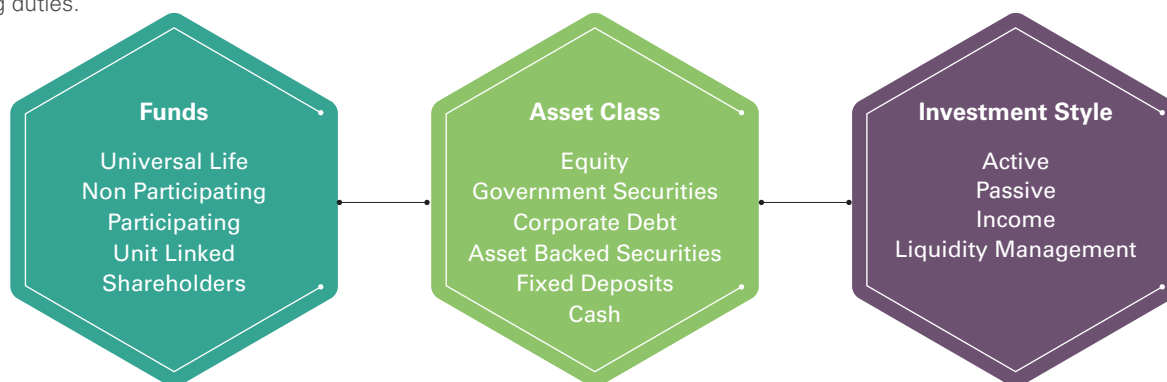 duties.
Funds
Universal Life
Non Participating
Participating
Unit Linked
Shareholders
Asset Class
Equity
Government Securities
Corporate Debt
Asset Backed Securities
Fixed Deposits
Cash
Investment Style
Active
Passive
Income
Liquidity Management